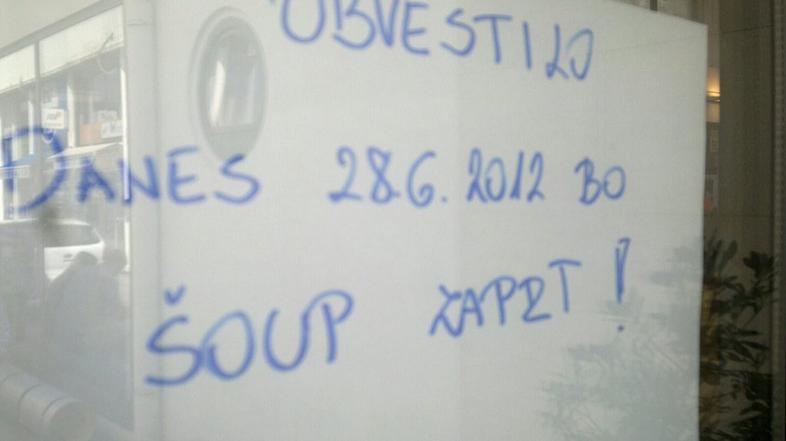 OBVESTILO
DANES 28.6.2012 BO
ŠOUP ZAPRT!